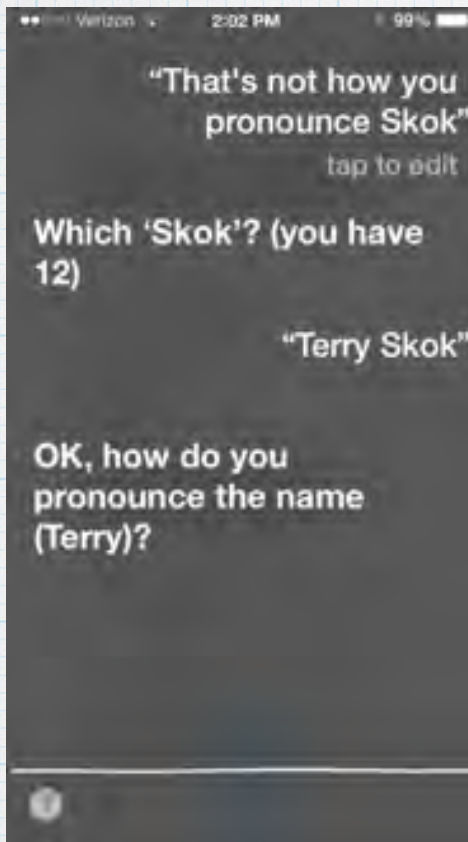 Verizon 2:02 PM 99%
“That's not how you
pronounce Skok”
tap to edit
Which ‘Skok’? (you have
12)
“Terry Skok”
OK, how do you
pronounce the name
(Terry)?
?